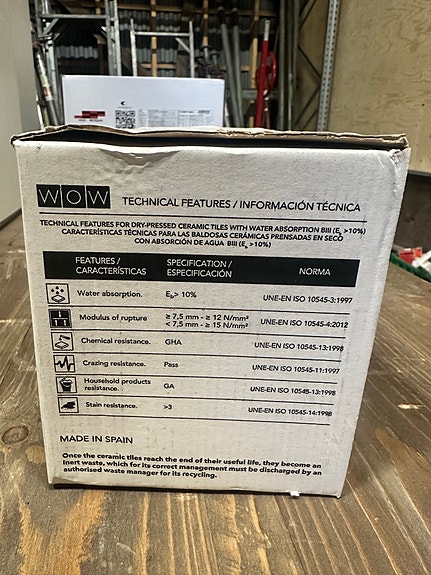 WOW TECHNICAL FEATURES / INFORMACIÓN TÉCNICA
TECHNICAL FEATURES FOR DRY-PRESSED CERAMIC TILES WITH WATER ABSORPTION BIII (Eb >10%)
CARACTERÍSTICAS TÉCNICAS PARA LAS BALDOSAS CERÁMICAS PRENSADAS EN SECO
CON ABSORCIÓN DE AGUA BIII (Eb >10%)
FEATURES / CARACTERÍSTICAS SPECIFICATION / ESPECIFICACIÓN NORMA
Water absorption. Eb> 10% UNE-EN ISO 10545-3:1997
Modulus of rupture ≥ 7,5 mm - ≥ 12 N/mm²
< 7,5 mm - ≥ 15 N/mm² UNE-EN ISO 10545-4:2012
Chemical resistance. GHA UNE-EN ISO 10545-13:1998
Crazing resistance. Pass UNE-EN ISO 10545-11:1997
Household products resistance. GA UNE-EN ISO 10545-13:1998
Stain resistance. >3 UNE-EN ISO 10545-14:1998
MADE IN SPAIN
Once the ceramic tiles reach the end of their useful life, they become an
inert waste, which for its correct management must be discharged by an
authorised waste manager for its recycling.